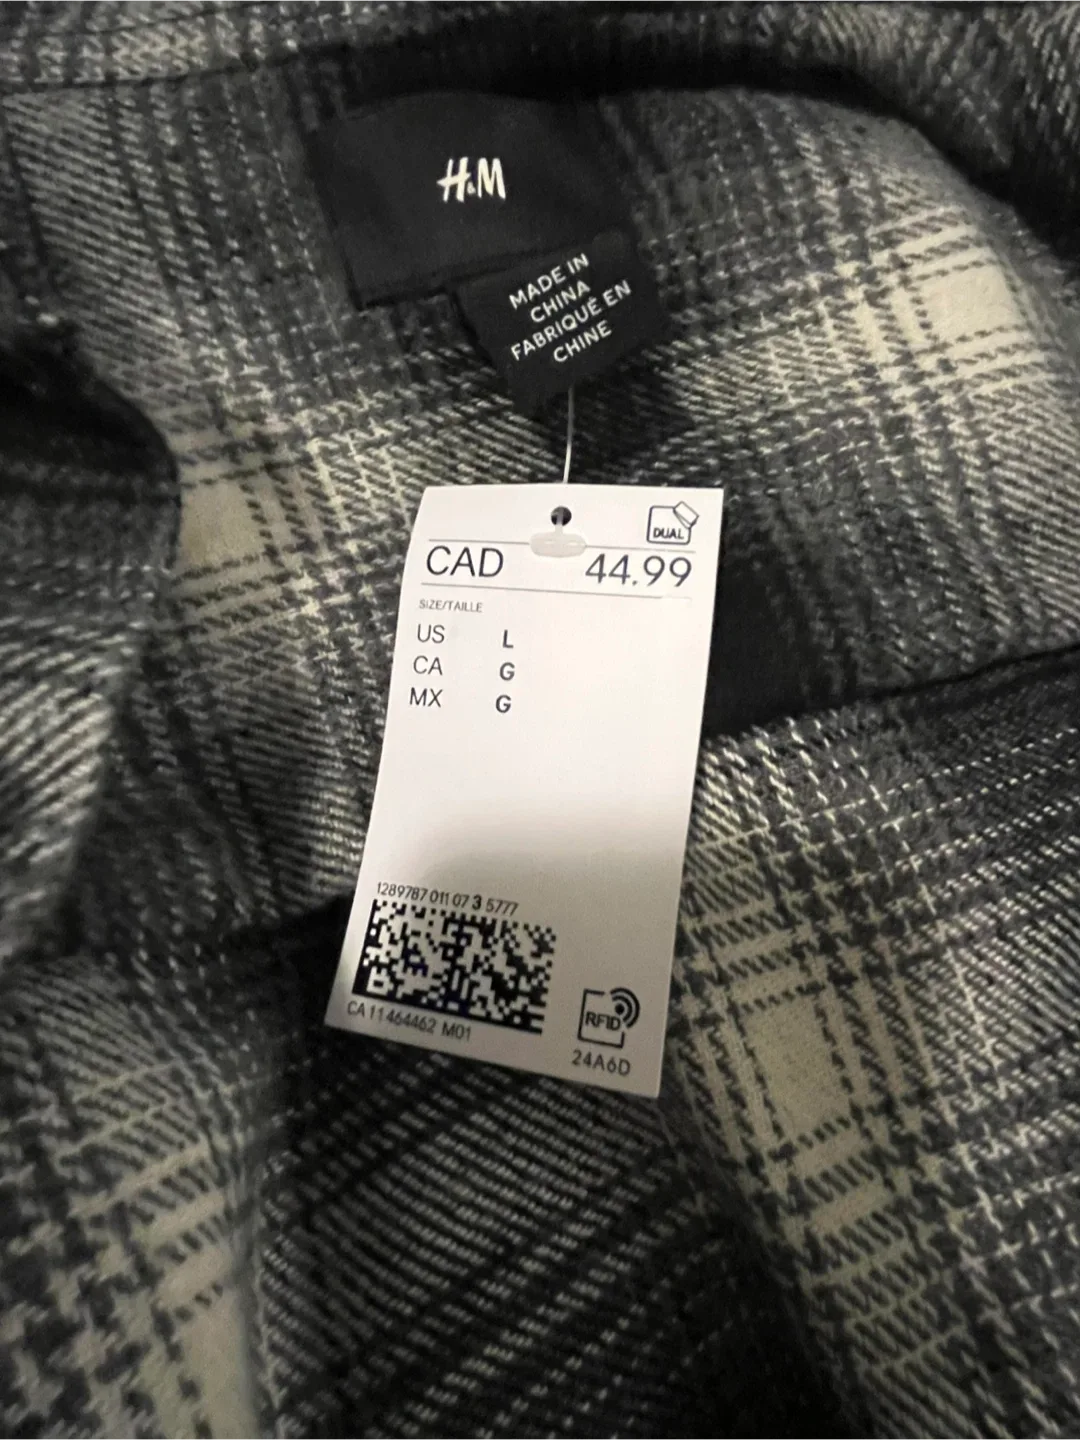 H&M
MADE IN
CHINA
FABRIQUÉ EN
CHINE
DUAL
CAD 44.99
SIZE/TAILLE
US L
CA G
MX G
1289787 011 07 3 5777
CA 11464462 M01
RFID
24A6D